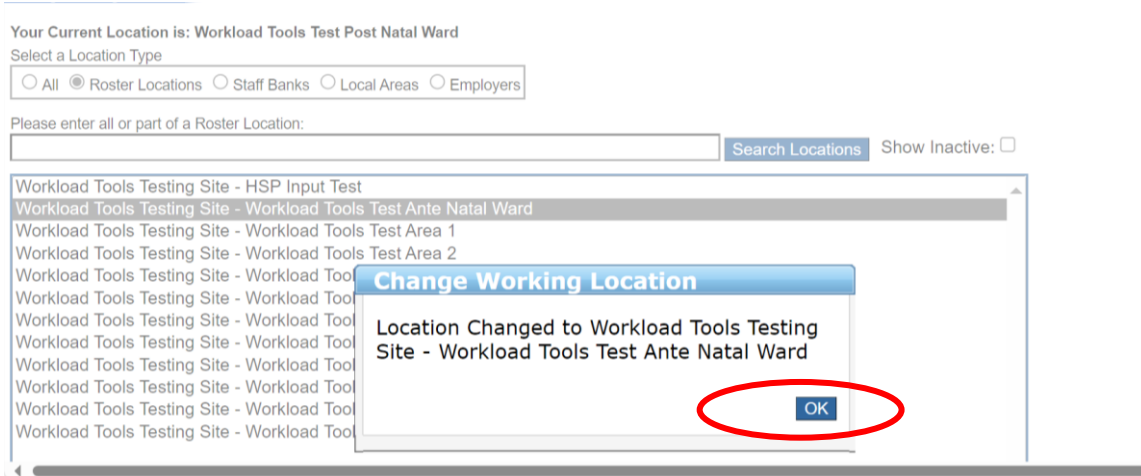 Your Current Location is: Workload Tools Test Post Natal Ward
Select a Location Type
All Roster Locations Staff Banks Local Areas Employers
Please enter all or part of a Roster Location:
Search Locations Show Inactive:
Workload Tools Testing Site - HSP Input Test
Workload Tools Testing Site - Workload Tools Test Ante Natal Ward
Workload Tools Testing Site - Workload Tools Test Area 1
Workload Tools Testing Site - Workload Tools Test Area 2
Workload Tools Testing Site - Workload Tool
Workload Tools Testing Site - Workload Tool
Workload Tools Testing Site - Workload Tool
Workload Tools Testing Site - Workload Tool
Workload Tools Testing Site - Workload Tool
Workload Tools Testing Site - Workload Tool
Workload Tools Testing Site - Workload Tool
Workload Tools Testing Site - Workload Tool
Change Working Location
Location Changed to Workload Tools Testing
Site - Workload Tools Test Ante Natal Ward
OK